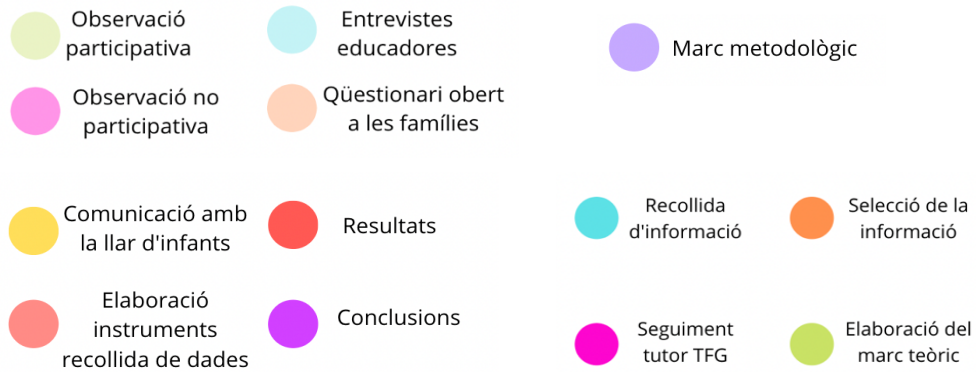 Observació
participativa
Entrevistes
educadores
Marc metodològic
Observació no
participativa
Qüestionari obert
a les famílies
Comunicació amb
la llar d'infants
Resultats
Recollida
d'informació
Selecció de la
informació
Elaboració
instruments
recollida de dades
Conclusions
Seguiment
tutor TFG
Elaboració del
marc teòric